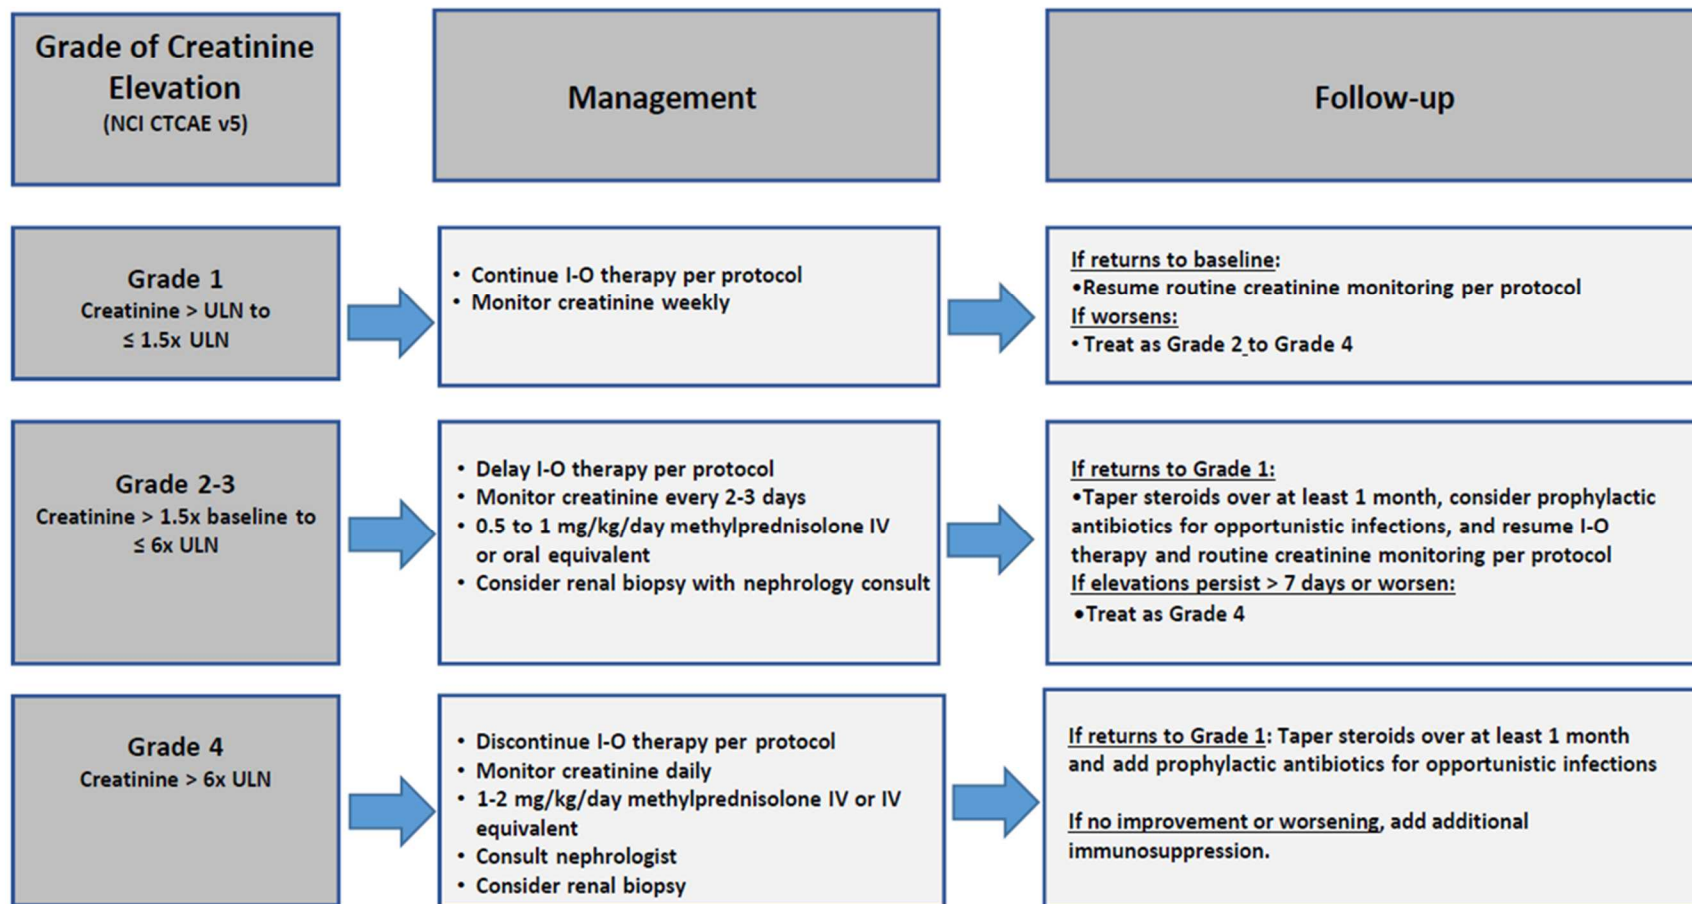 Grade of Creatinine
Elevation
(NCI CTCAE v5)
Management
Follow-up
Grade 1
Creatinine > ULN to
≤ 1.5x ULN
• Continue I-O therapy per protocol
• Monitor creatinine weekly
If returns to baseline:
•Resume routine creatinine monitoring per protocol
If worsens:
• Treat as Grade 2 to Grade 4
Grade 2-3
Creatinine > 1.5x baseline to
≤ 6x ULN
• Delay I-O therapy per protocol
• Monitor creatinine every 2-3 days
• 0.5 to 1 mg/kg/day methylprednisolone IV
or oral equivalent
• Consider renal biopsy with nephrology consult
If returns to Grade 1:
•Taper steroids over at least 1 month, consider prophylactic
antibiotics for opportunistic infections, and resume I-O
therapy and routine creatinine monitoring per protocol
If elevations persist > 7 days or worsen:
•Treat as Grade 4
Grade 4
Creatinine > 6x ULN
• Discontinue I-O therapy per protocol
• Monitor creatinine daily
• 1-2 mg/kg/day methylprednisolone IV or IV
equivalent
• Consult nephrologist
• Consider renal biopsy
If returns to Grade 1: Taper steroids over at least 1 month
and add prophylactic antibiotics for opportunistic infections
If no improvement or worsening, add additional
immunosuppression.